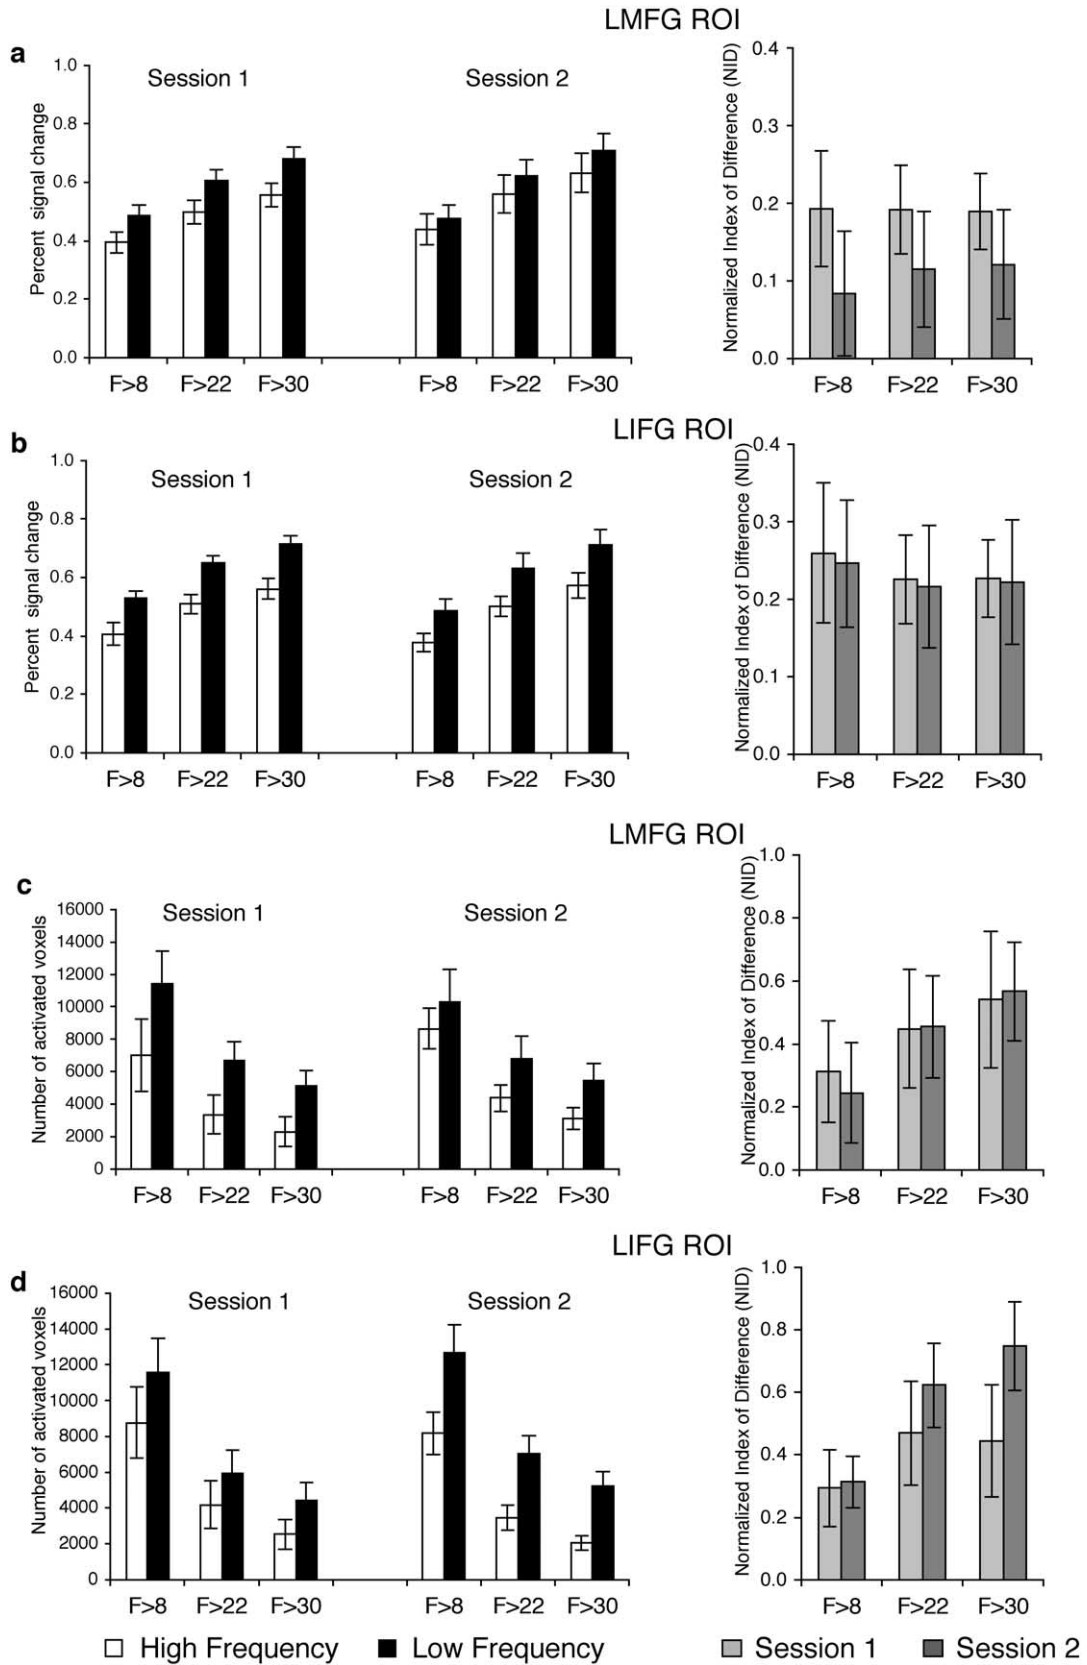 LMFG ROI
a
Session 1
Session 2
Percent signal change
1.0
0.8
0.6
0.4
0.2
0.0
F>8 F>22 F>30
F>8 F>22 F>30
Normalized Index of Difference (NID)
0.4
0.3
0.2
0.1
0.0
F>8 F>22 F>30
LIFG ROI
b
Session 1
Session 2
Percent signal change
1.0
0.8
0.6
0.4
0.2
0.0
F>8 F>22 F>30
F>8 F>22 F>30
Normalized Index of Difference (NID)
0.4
0.3
0.2
0.1
0.0
F>8 F>22 F>30
LMFG ROI
c
Session 1
Session 2
Number of activated voxels
16000
14000
12000
10000
8000
6000
4000
2000
0
F>8 F>22 F>30
F>8 F>22 F>30
Normalized Index of Difference (NID)
1.0
0.8
0.6
0.4
0.2
0.0
F>8 F>22 F>30
LIFG ROI
d
Session 1
Session 2
Number of activated voxels
16000
14000
12000
10000
8000
6000
4000
2000
0
F>8 F>22 F>30
F>8 F>22 F>30
Normalized Index of Difference (NID)
1.0
0.8
0.6
0.4
0.2
0.0
F>8 F>22 F>30
High Frequency Low Frequency
Session 1 Session 2